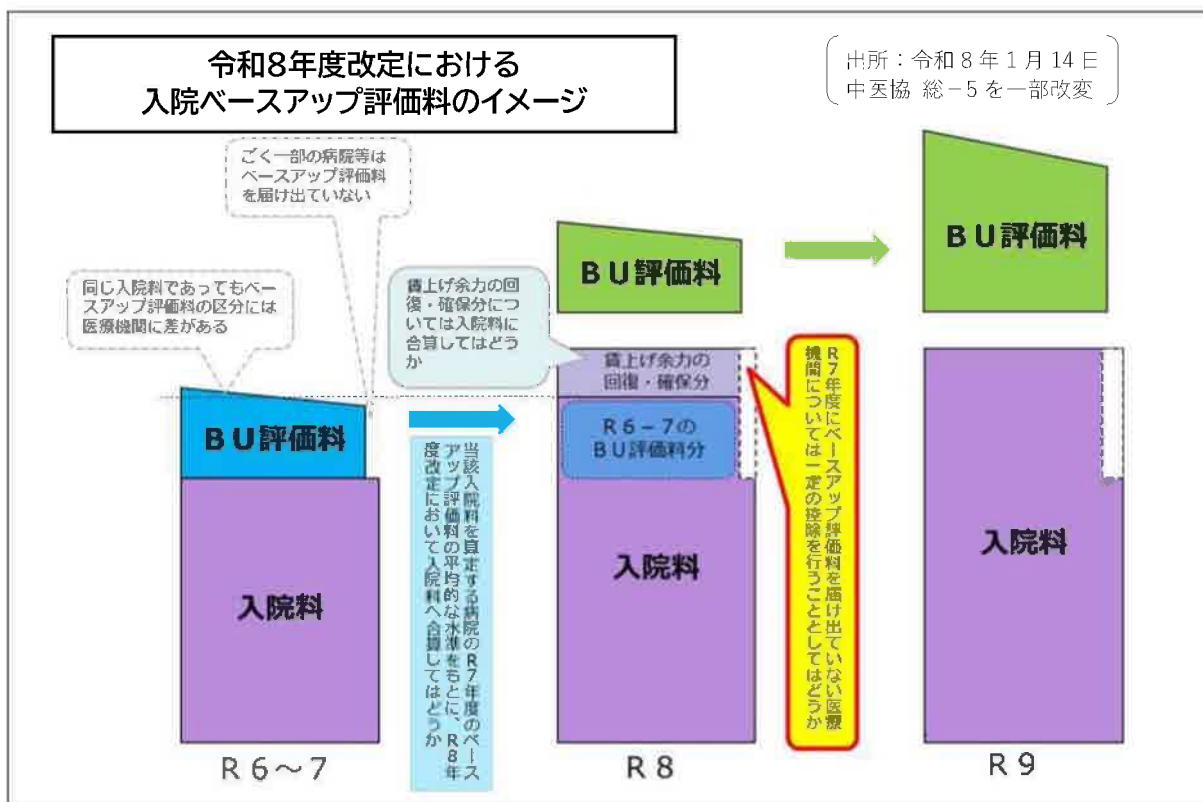 令和8年度改定における
入院ベースアップ評価料のイメージ
出所：令和8年1月14日
中医協 総－5を一部改変
ごく一部の病院等は
ベースアップ評価料
を届け出ていない
同じ入院料であってもベー
スアップ評価料の区分には
医療機関に差がある
ＢＵ評価料
入院料
Ｒ６～７
当該入院料を算定する病院のR7年度のベース
アップ評価料の平均的な水準をもとに、R8年
度改定において入院料へ合算してはどうか
賃上げ余力の回
復・確保分につ
いては入院料に
合算してはどう
か
ＢＵ評価料
賃上げ余力の
回復・確保分
Ｒ６－７の
ＢＵ評価料分
入院料
Ｒ８
R7年度にベースアップ評価料を届け出ていない医療
機関については一定の控除を行うこととしてはどうか
ＢＵ評価料
入院料
Ｒ９